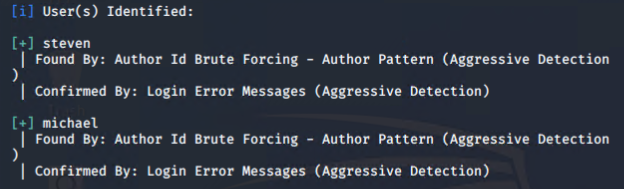 [i] User(s) Identified:
[+] steven
| Found By: Author Id Brute Forcing - Author Pattern (Aggressive Detection
)
| Confirmed By: Login Error Messages (Aggressive Detection)
[+] michael
| Found By: Author Id Brute Forcing - Author Pattern (Aggressive Detection
)
| Confirmed By: Login Error Messages (Aggressive Detection)